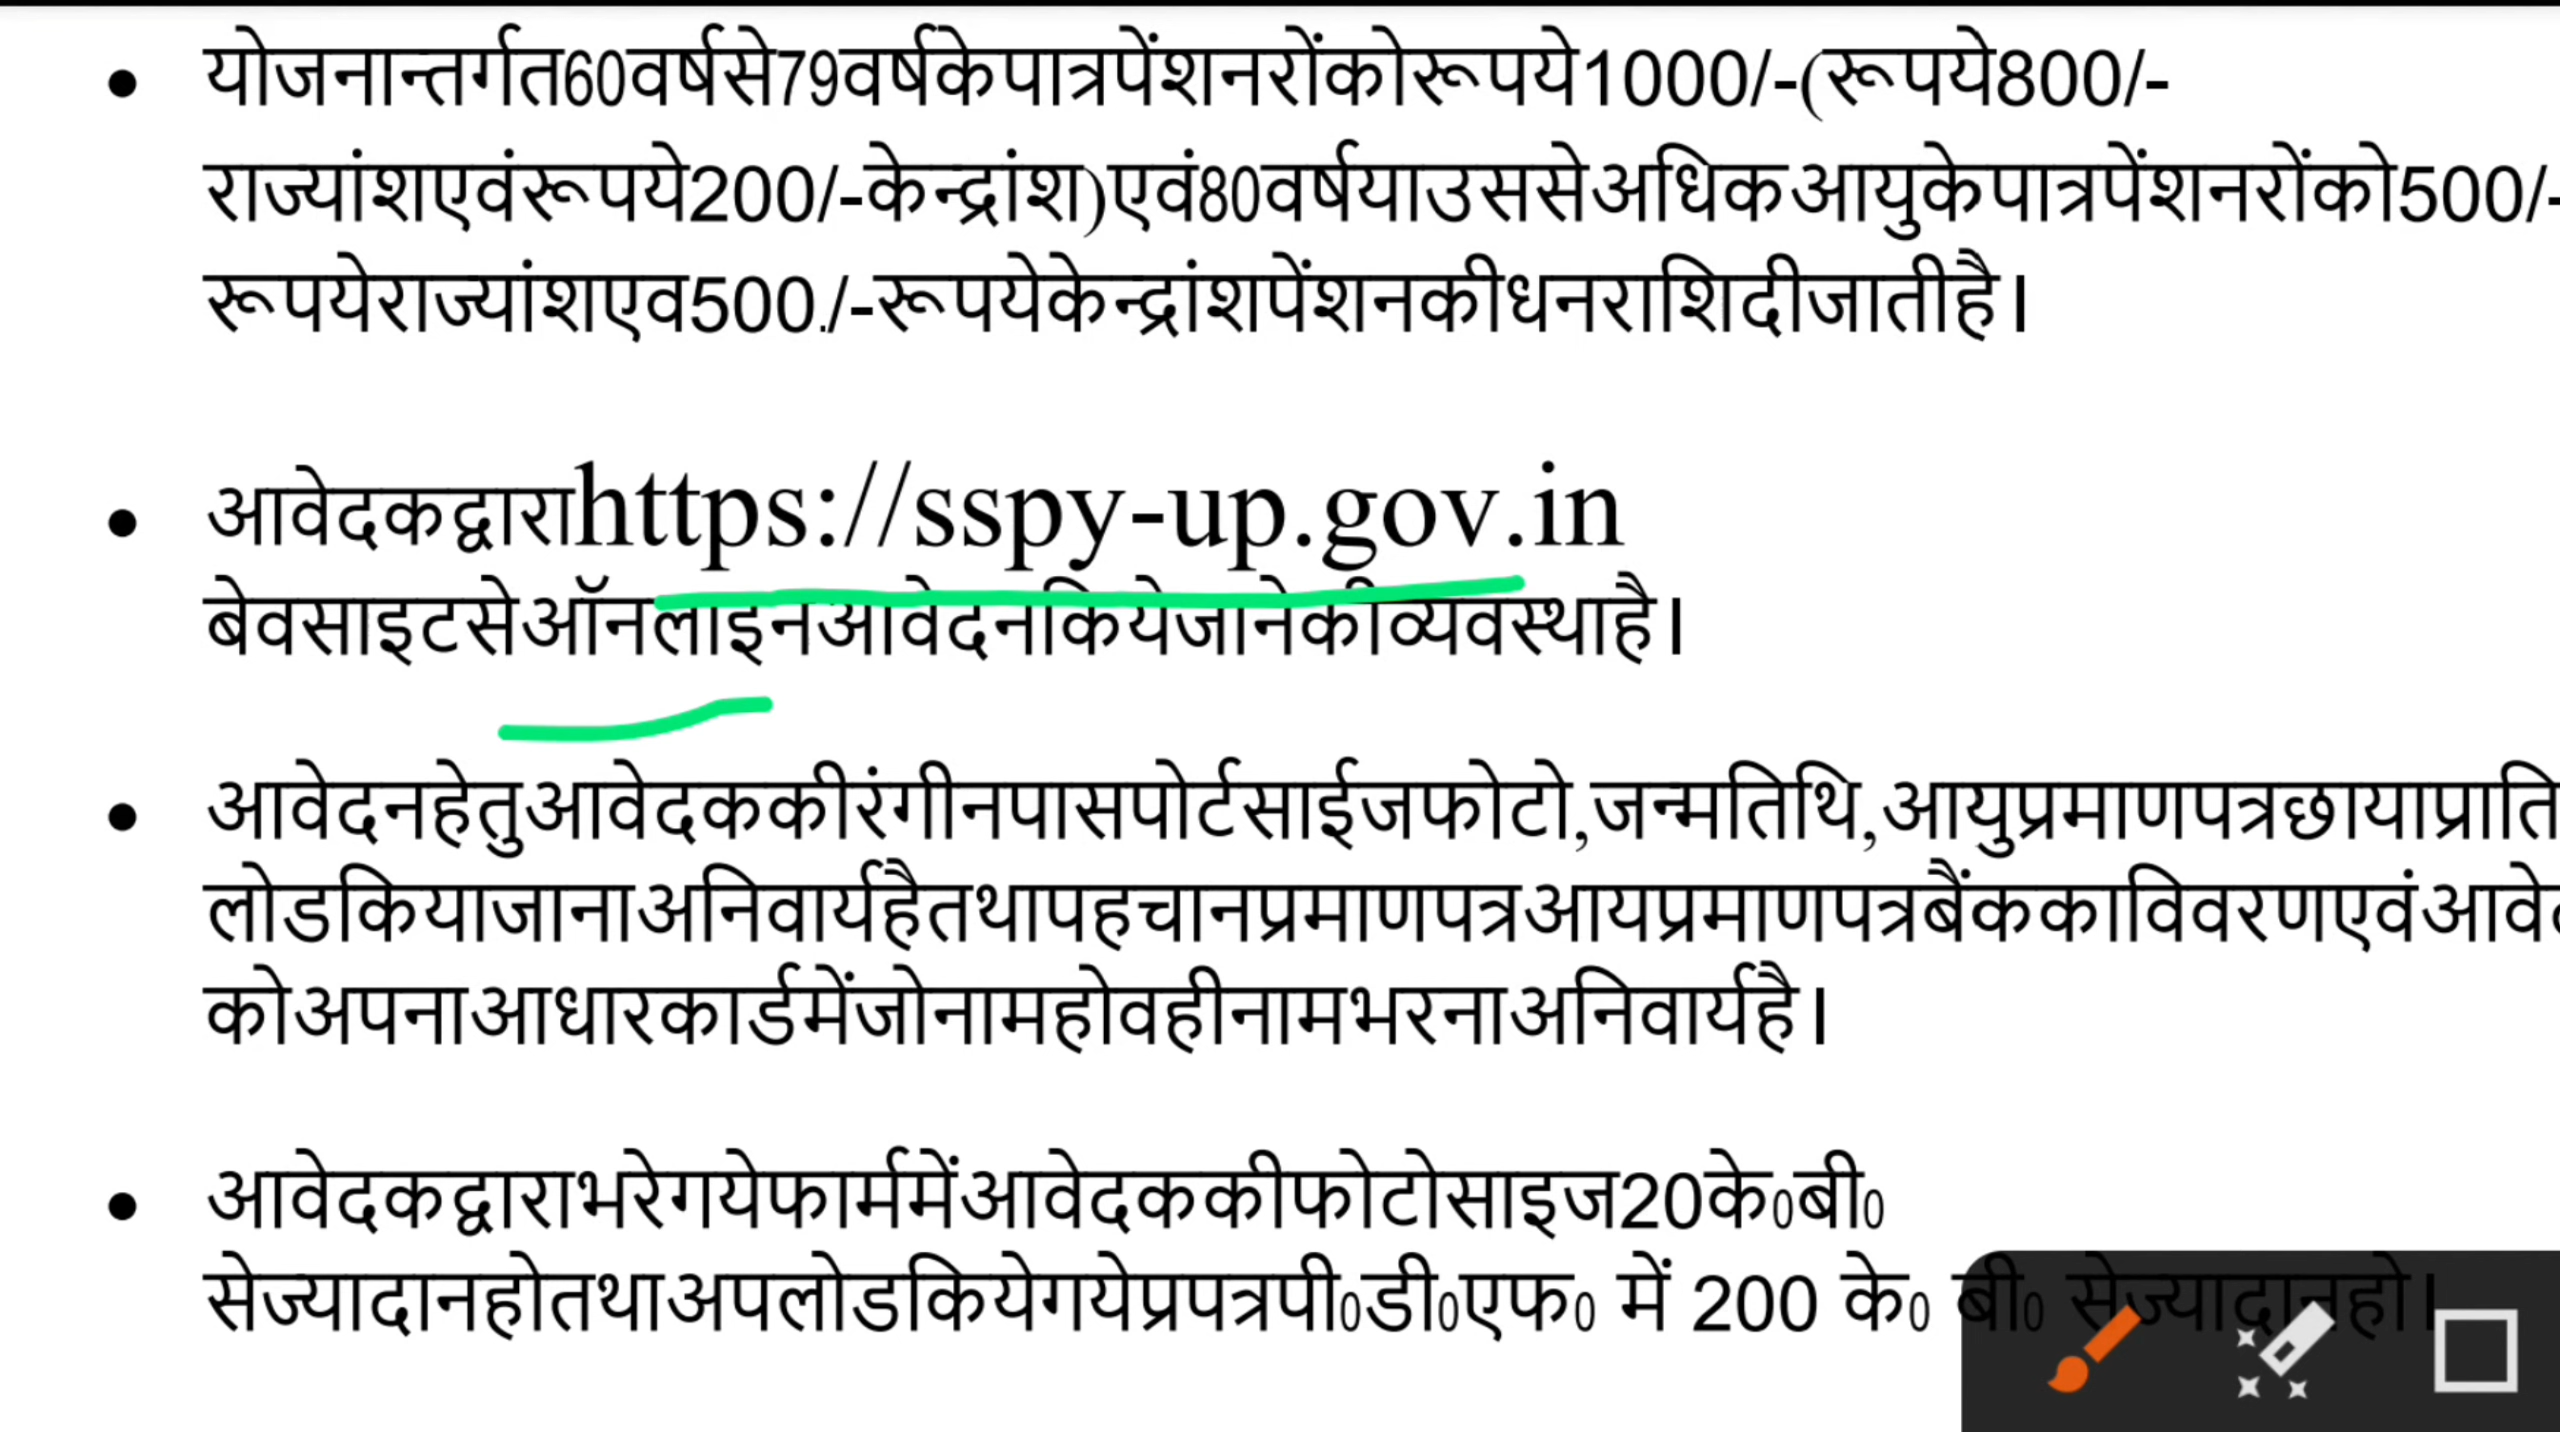 • योजनान्तर्गत60वर्षसे79वर्षकेपात्रपेंशनरोंकोरूपये1000/-(रूपये800/-
राज्यांशएवंरूपये200/-केन्द्रांश)एवं80वर्षयाउससेअधिकआयुकेपात्रपेंशनरोंको500/-
रूपयेराज्यांशएव500./-रूपयेकेन्द्रांशपेंशनकीधनराशिदीजातीहै।
• आवेदकद्वाराhttps://sspy-up.gov.in
बेवसाइटसेऑनलाइनआवेदनकियेजानेकीव्यवस्थाहै।
• आवेदनहेतुआवेदककीरंगीनपासपोर्टसाईजफोटो,जन्मतिथि,आयुप्रमाणपत्रछायाप्राति
लोडकियाजानाअनिवार्यहैतथापहचानप्रमाणपत्रआयप्रमाणपत्रबैंककाविवरणएवंआवे
कोअपनाआधारकार्डमेंजोनामहोवहीनामभरनाअनिवार्यहै।
• आवेदकद्वाराभरेगयेफार्ममेंआवेदककीफोटोसाइज20के0बी0
सेज्यादानहोतथाअपलोडकियेगयेप्रपत्रपी0डी0एफ0 में 200 के0 बी0 सेज्यादानहो।